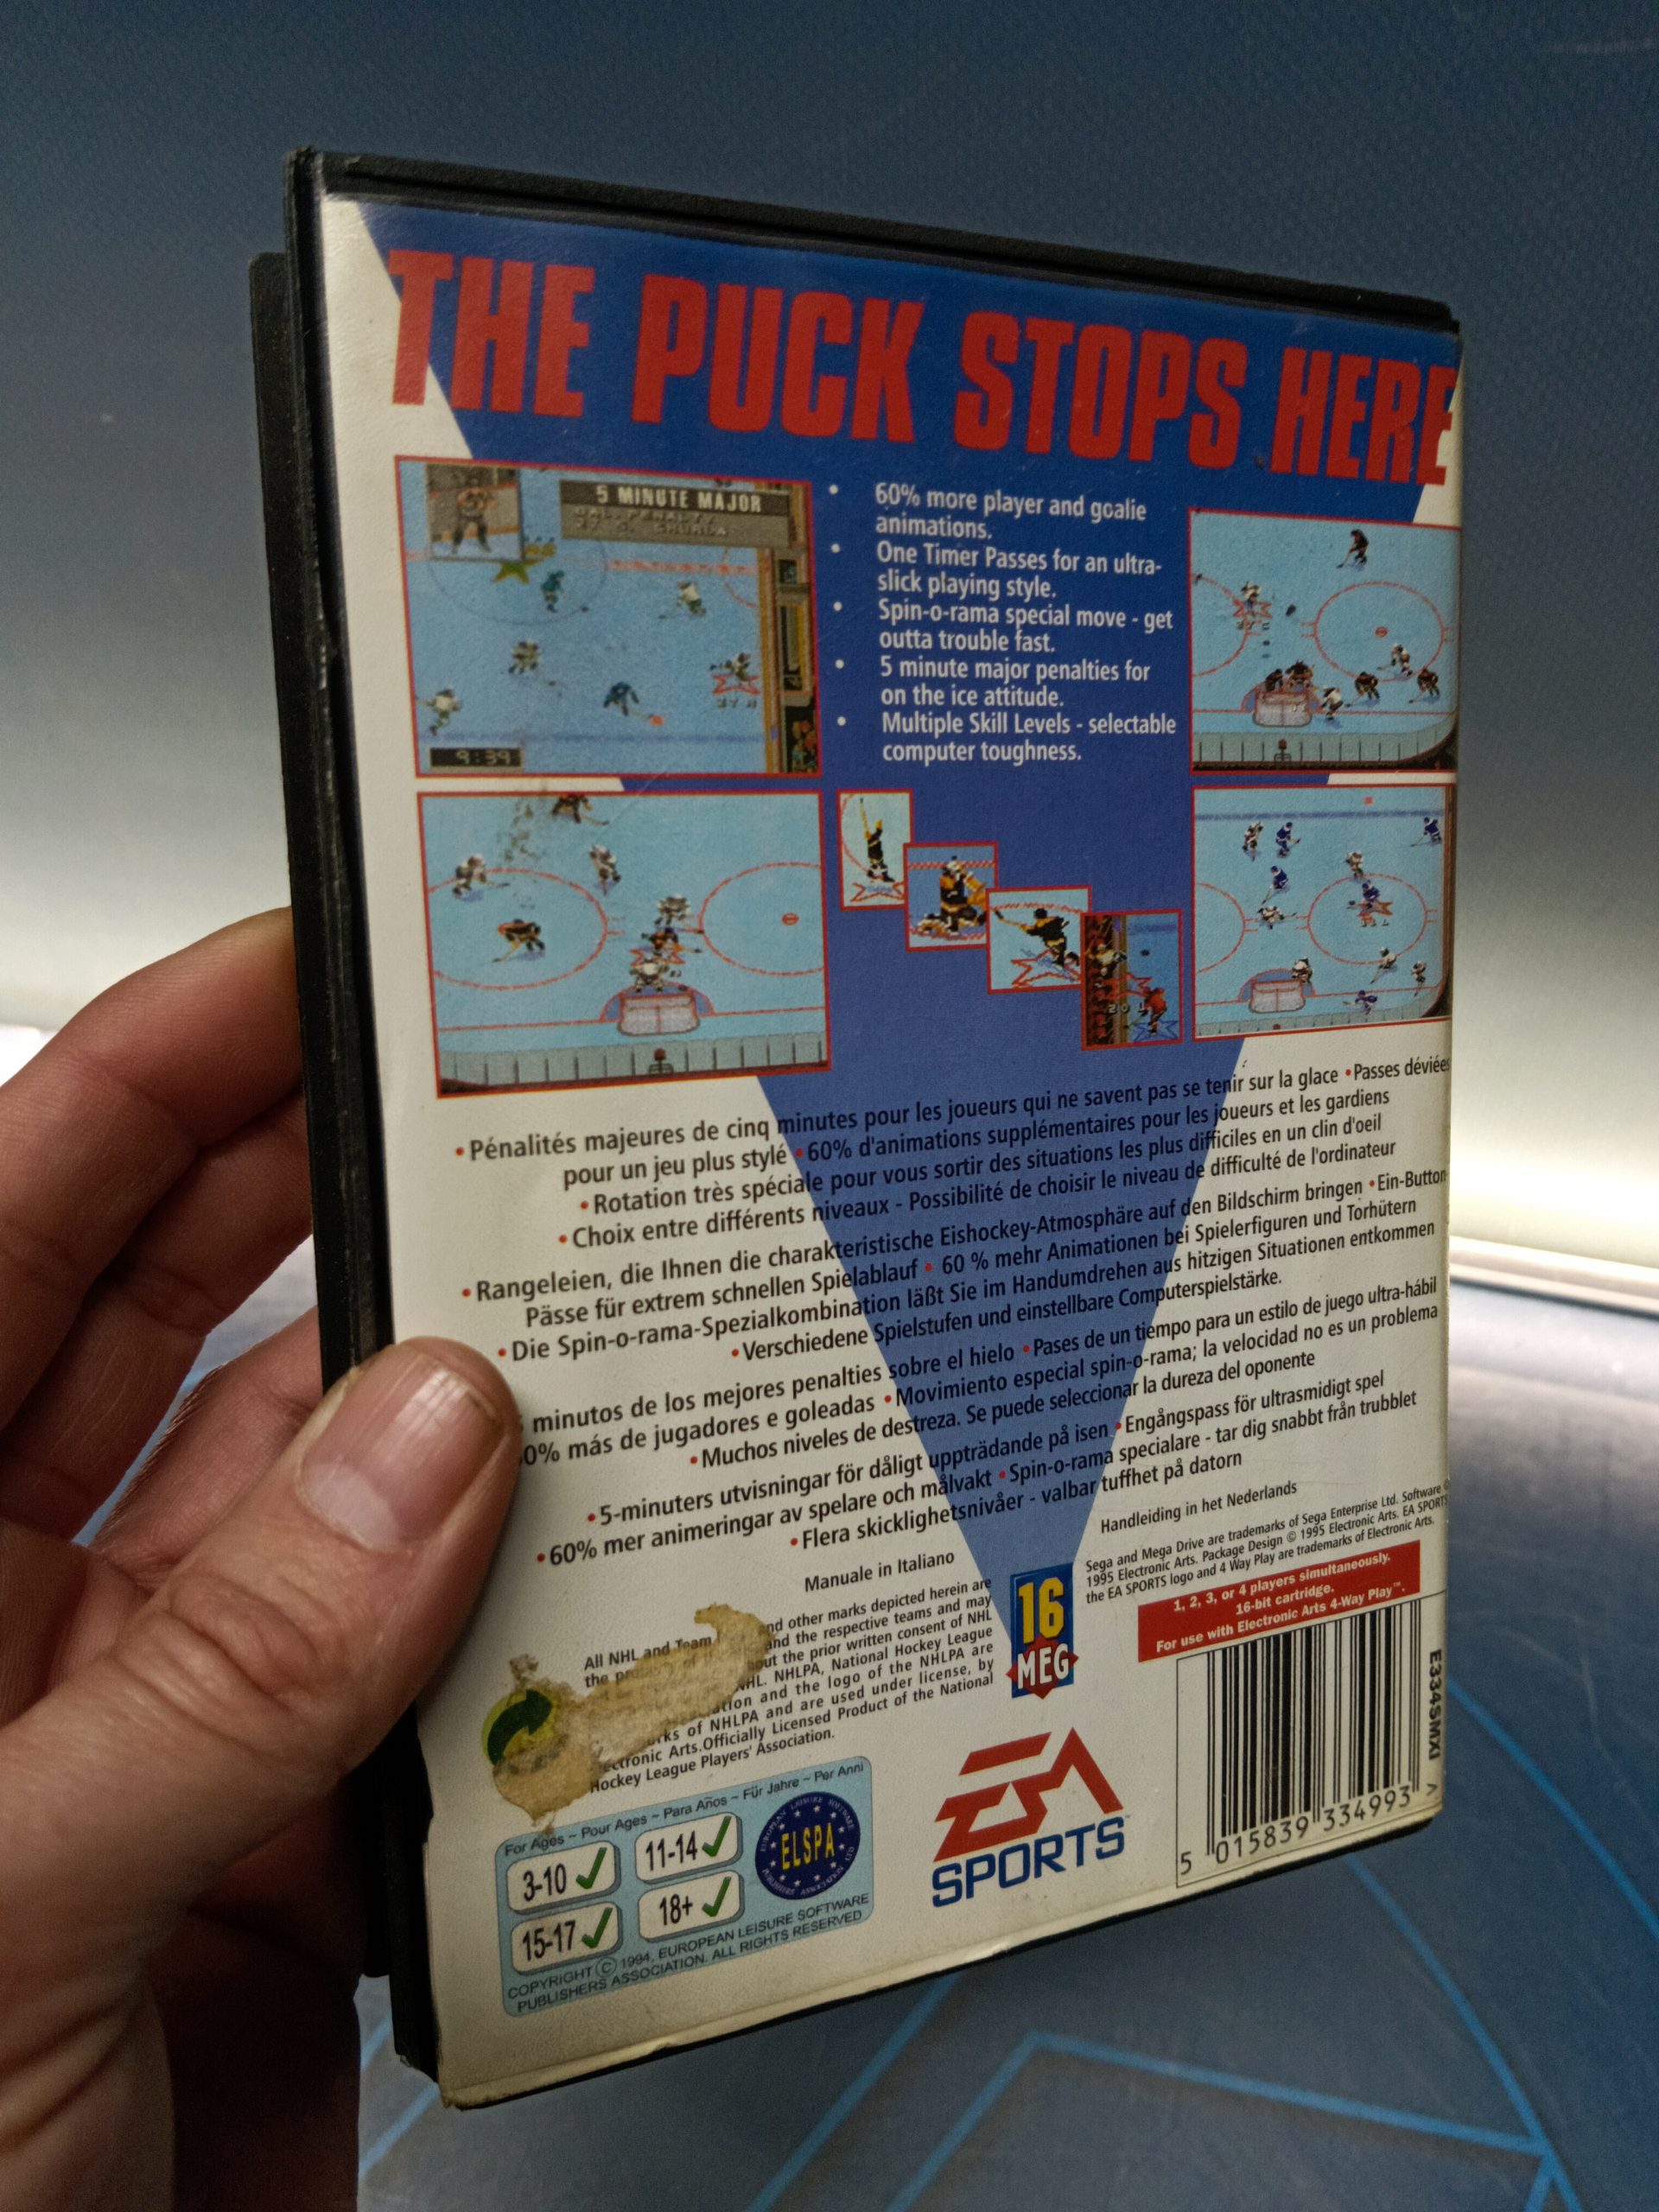 THE PUCK STOPS HERE
5 MINUTE MAJOR
9:39
• 60% more player and goalie
animations.
• One Timer Passes for an ultra-
slick playing style.
• Spin-o-rama special move - get
outta trouble fast.
• 5 minute major penalties for
on the ice attitude.
• Multiple Skill Levels - selectable
computer toughness.
• Pénalités majeures de cinq minutes pour les joueurs qui ne savent pas se tenir sur la glace • Passes déviées
pour un jeu plus stylé • 60% d'animations supplémentaires pour les joueurs et les gardiens
• Rotation très spéciale pour vous sortir des situations les plus difficiles en un clin d'oeil
• Choix entre différents niveaux - Possibilité de choisir le niveau de difficulté de l'ordinateur
• Rangeleien, die Ihnen die charakteristische Eishockey-Atmosphäre auf den Bildschirm bringen • Ein-Button-
Pässe für extrem schnellen Spielablauf • 60 % mehr Animationen bei Spielerfiguren und Torhütern
• Die Spin-o-rama-Spezialkombination läßt Sie im Handumdrehen aus hitzigen Situationen entkommen
• Verschiedene Spielstufen und einstellbare Computerspielstärke.
minutos de los mejores penalties sobre el hielo • Pases de un tiempo para un estilo de juego ultra-hábil
0% más de jugadores e goleadas • Movimiento especial spin-o-rama; la velocidad no es un problema
• Muchos niveles de destreza. Se puede seleccionar la dureza del oponente
• 5-minuters utvisningar för dåligt uppträdande på isen • Engångspass för ultrasmidigt spel
• 60% mer animeringar av spelare och målvakt • Spin-o-rama specialare - tar dig snabbt från trubblet
• Flera skicklighetsnivåer - valbar tuffhet på datorn
Manuale in Italiano
Handleiding in het Nederlands
All NHL and Team nd other marks depicted herein are
the and the respective teams and may
out the prior written consent of NHL
HL. NHLPA, National Hockey League
tion and the logo of the NHLPA are
rks of NHLPA and are used under license, by
ectronic Arts.Officially Licensed Product of the National
Hockey League Players' Association.
16
MEG
Sega and Mega Drive are trademarks of Sega Enterprise Ltd. Software ©
1995 Electronic Arts. Package Design © 1995 Electronic Arts. EA SPORTS
the EA SPORTS logo and 4 Way Play are trademarks of Electronic Arts.
1, 2, 3, or 4 players simultaneously.
16-bit cartridge.
For use with Electronic Arts 4-Way Play™.
E334SMXI
5 015839 334993 >
EA
SPORTS™
For Ages ~ Pour Ages ~ Para Años ~ Für Jahre ~ Per Anni
3-10 ✓ 11-14 ✓
15-17 ✓ 18+ ✓
EUROPEAN LEISURE SOFTWARE
ELSPA
PUBLISHERS ASSOCIATION LTD
COPYRIGHT © 1994, EUROPEAN LEISURE SOFTWARE
PUBLISHERS ASSOCIATION. ALL RIGHTS RESERVED